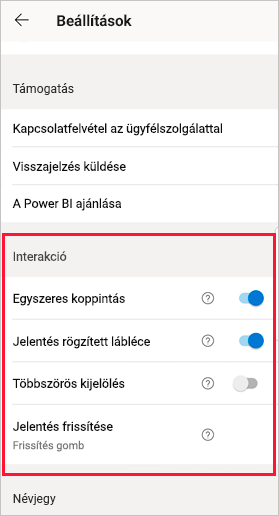 Beállítások
Támogatás
Kapcsolatfelvétel az ügyfélszolgálattal
Visszajelzés küldése
A Power BI ajánlása
Interakció
Egyszeres koppintás
Jelentés rögzített lábléce
Többszörös kijelölés
Jelentés frissítése
Frissítés gomb
Névjegy